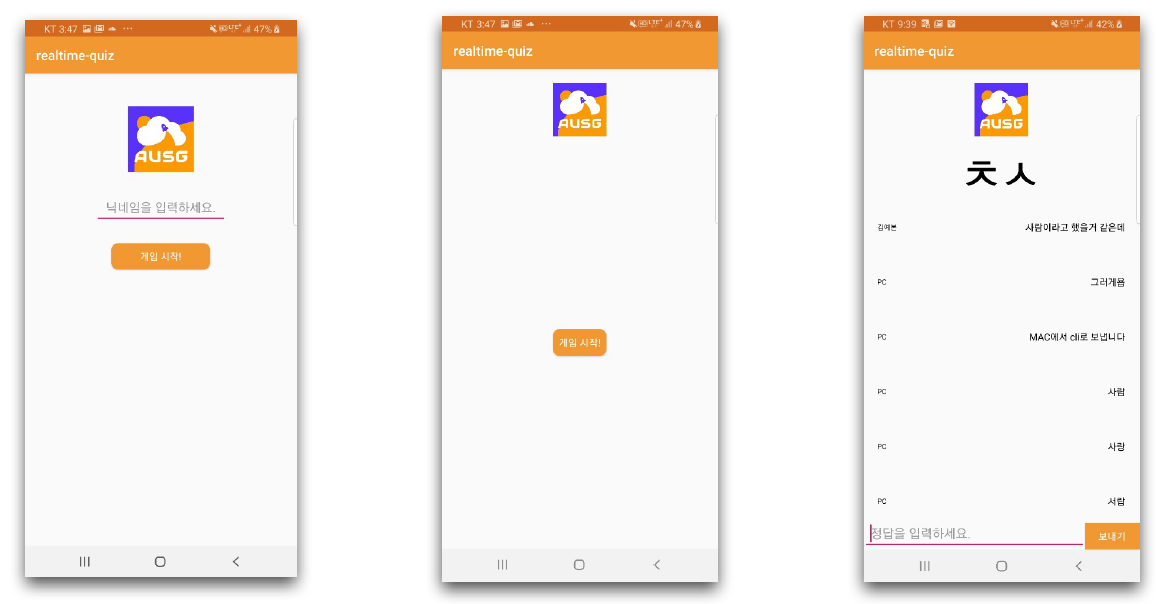 KT 3:47
47%
realtime-quiz
AUSG
닉네임을 입력하세요.
게임 시작!
KT 3:47
47%
realtime-quiz
AUSG
게임 시작!
KT 9:39
42%
realtime-quiz
AUSG
ㅊㅅ
김예본 사람이라고 했을거 같은데
PC 그러게욤
PC MAC에서 cli로 보냅니다
PC 사람
PC 사랑
PC 서랍
정답을 입력하세요.
보내기